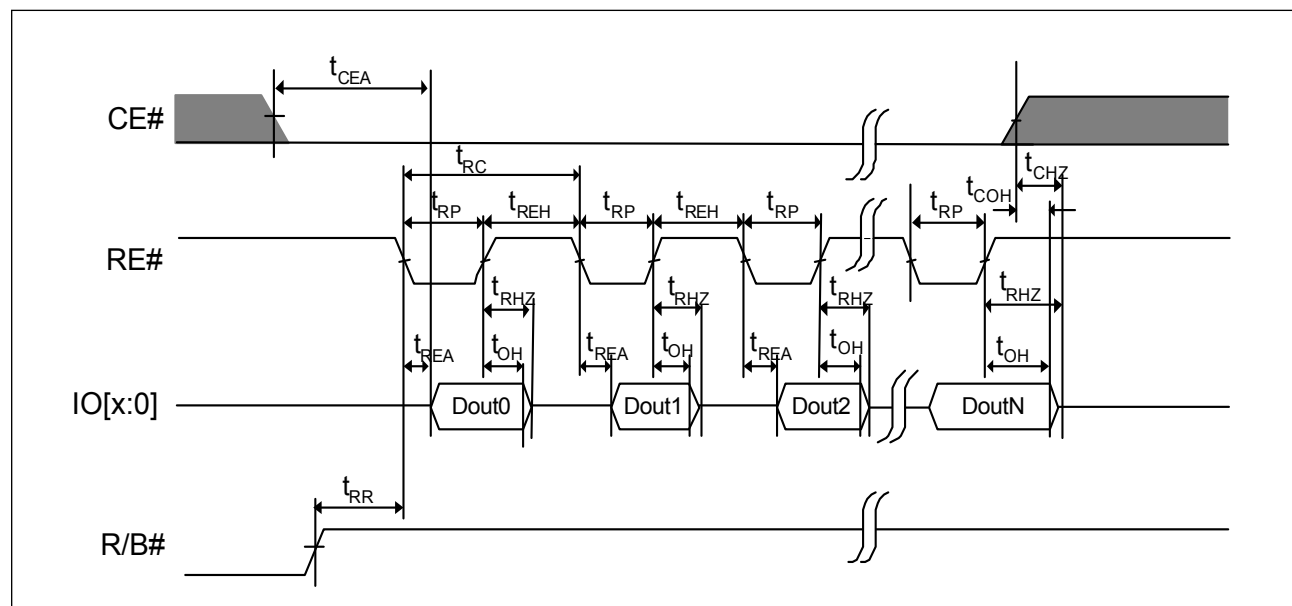 tCEA
CE#
tRC
tCHZ
tCOH
tRP tREH tRP tREH tRP tRP
RE#
tRHZ tRHZ tRHZ tRHZ
tREA tOH tREA tOH tREA tOH tOH
IO[x:0] Dout0 Dout1 Dout2 DoutN
tRR
R/B#